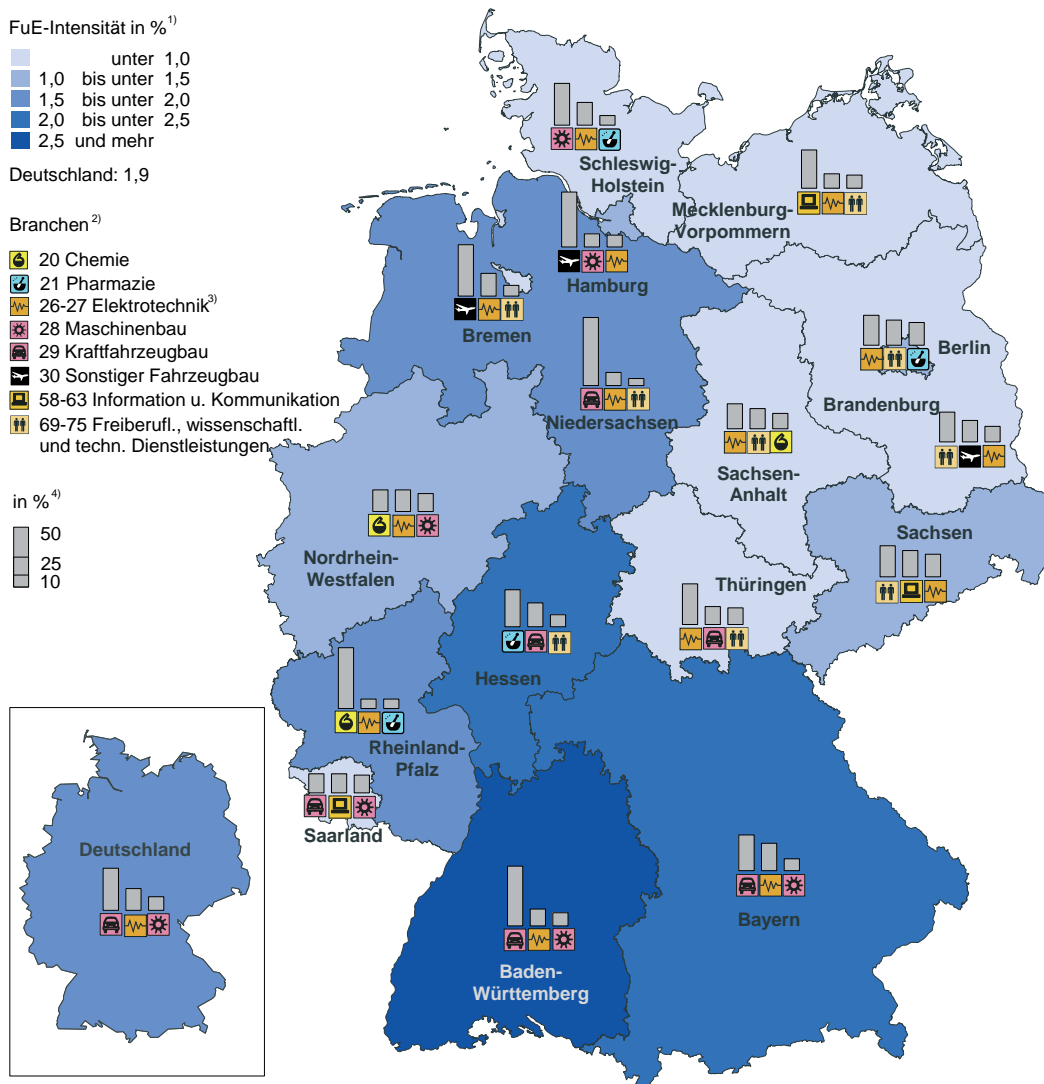 FuE-Intensität in % 1)
unter 1,0
1,0 bis unter 1,5
1,5 bis unter 2,0
2,0 bis unter 2,5
2,5 und mehr
Deutschland: 1,9
Branchen 2)
20 Chemie
21 Pharmazie
26-27 Elektrotechnik 3)
28 Maschinenbau
29 Kraftfahrzeugbau
30 Sonstiger Fahrzeugbau
58-63 Information u. Kommunikation
69-75 Freiberufl., wissenschaftl.
und techn. Dienstleistungen
in % 4)
50
25
10
Schleswig-
Holstein
Mecklenburg-
Vorpommern
Hamburg
Bremen
Berlin
Niedersachsen
Brandenburg
Sachsen-
Anhalt
Sachsen
Nordrhein-
Westfalen
Thüringen
Hessen
Rheinland-
Pfalz
Saarland
Deutschland
Bayern
Baden-
Württemberg